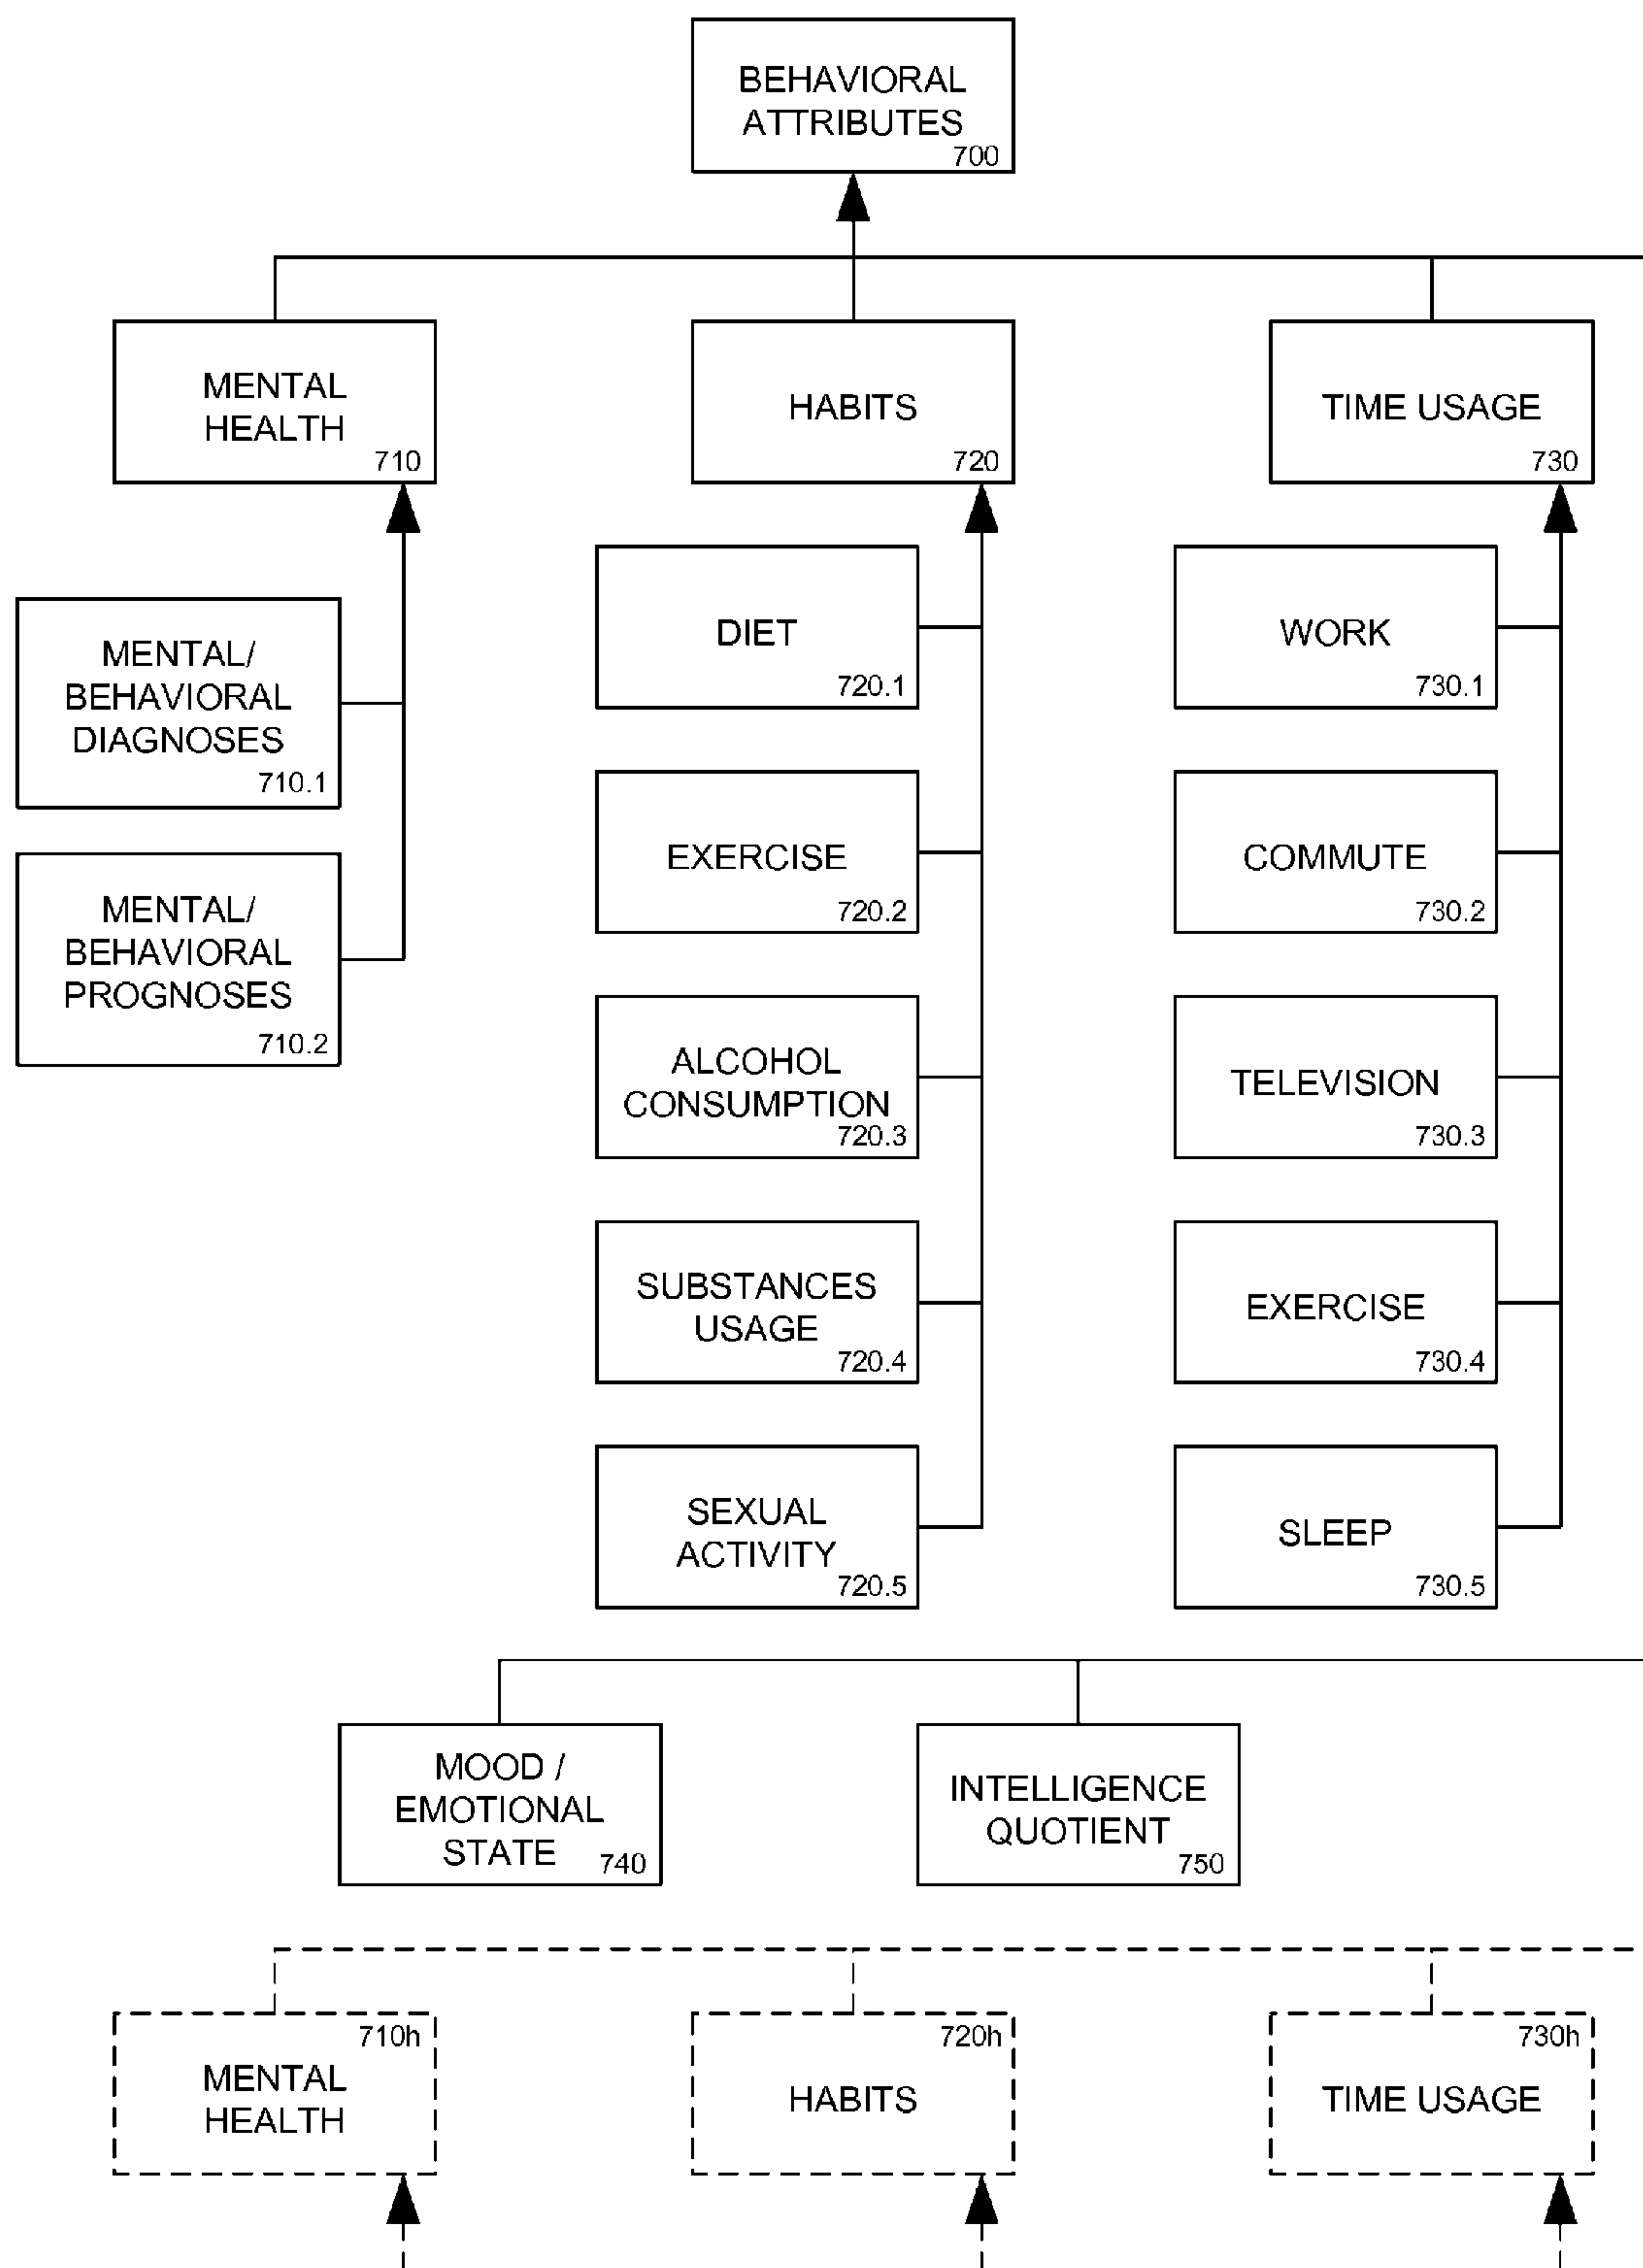 BEHAVIORAL
ATTRIBUTES
700
MENTAL
HEALTH
710
HABITS
720
TIME USAGE
730
MENTAL/
BEHAVIORAL
DIAGNOSES
710.1
MENTAL/
BEHAVIORAL
PROGNOSES
710.2
DIET
720.1
EXERCISE
720.2
ALCOHOL
CONSUMPTION
720.3
SUBSTANCES
USAGE
720.4
SEXUAL
ACTIVITY
720.5
WORK
730.1
COMMUTE
730.2
TELEVISION
730.3
EXERCISE
730.4
SLEEP
730.5
MOOD /
EMOTIONAL
STATE
740
INTELLIGENCE
QUOTIENT
750
710h
MENTAL
HEALTH
720h
HABITS
730h
TIME USAGE